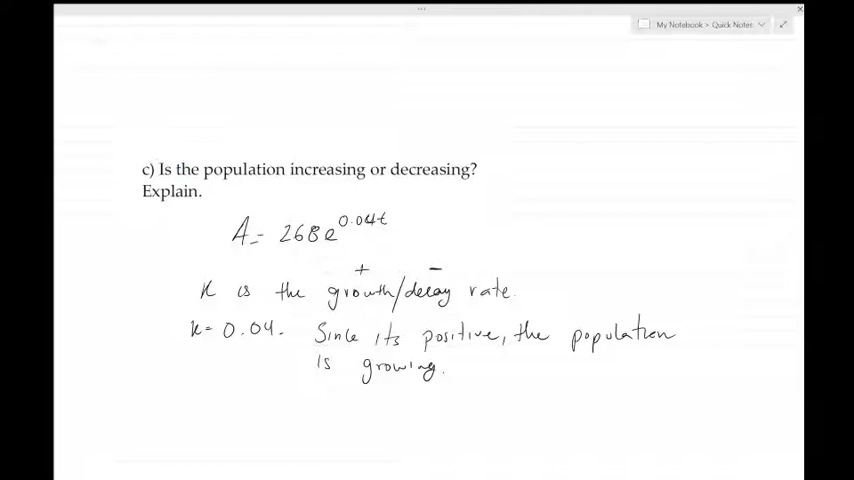 ...
My Notebook > Quick Notes
c) Is the population increasing or decreasing?
Explain.
A = 268e^0.04t
+ −
k is the growth/decay rate.
k= 0.04. Since its positive, the population
is growing.